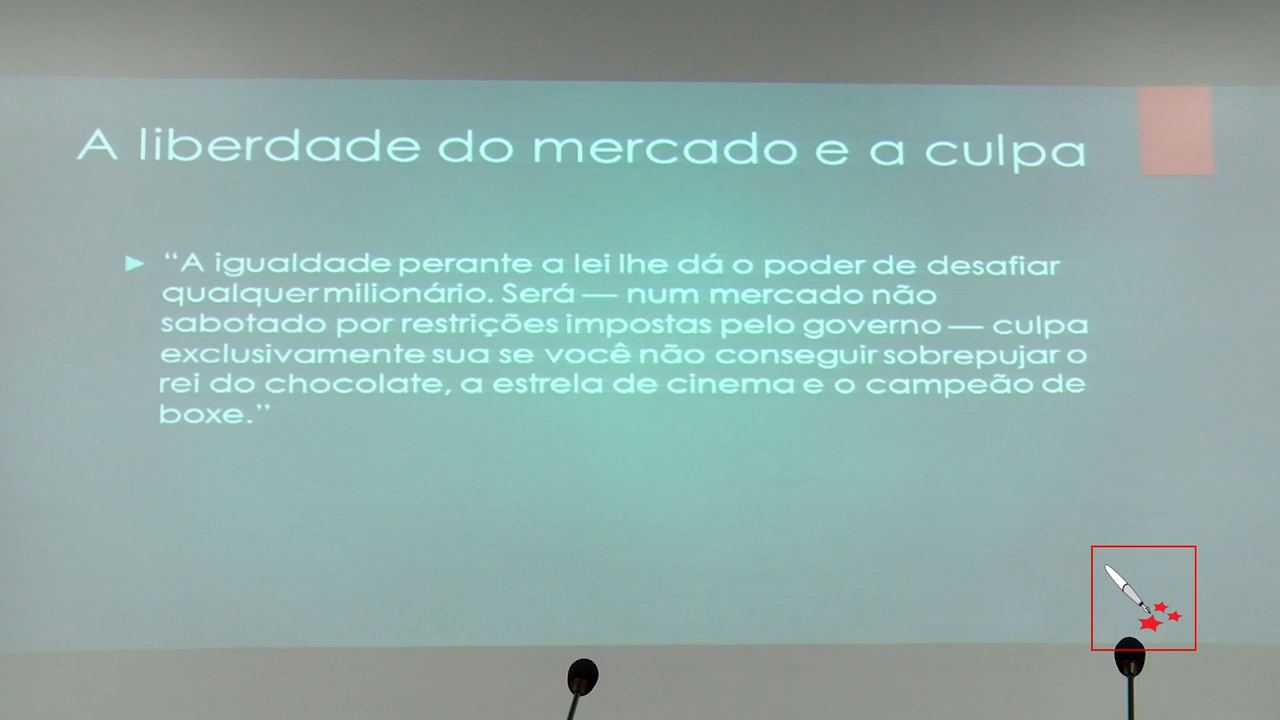 A liberdade do mercado e a culpa
“A igualdade perante a lei lhe dá o poder de desafiar
qualquer milionário. Será — num mercado não
sabotado por restrições impostas pelo governo — culpa
exclusivamente sua se você não conseguir sobrepujar o
rei do chocolate, a estrela de cinema e o campeão de
boxe.”